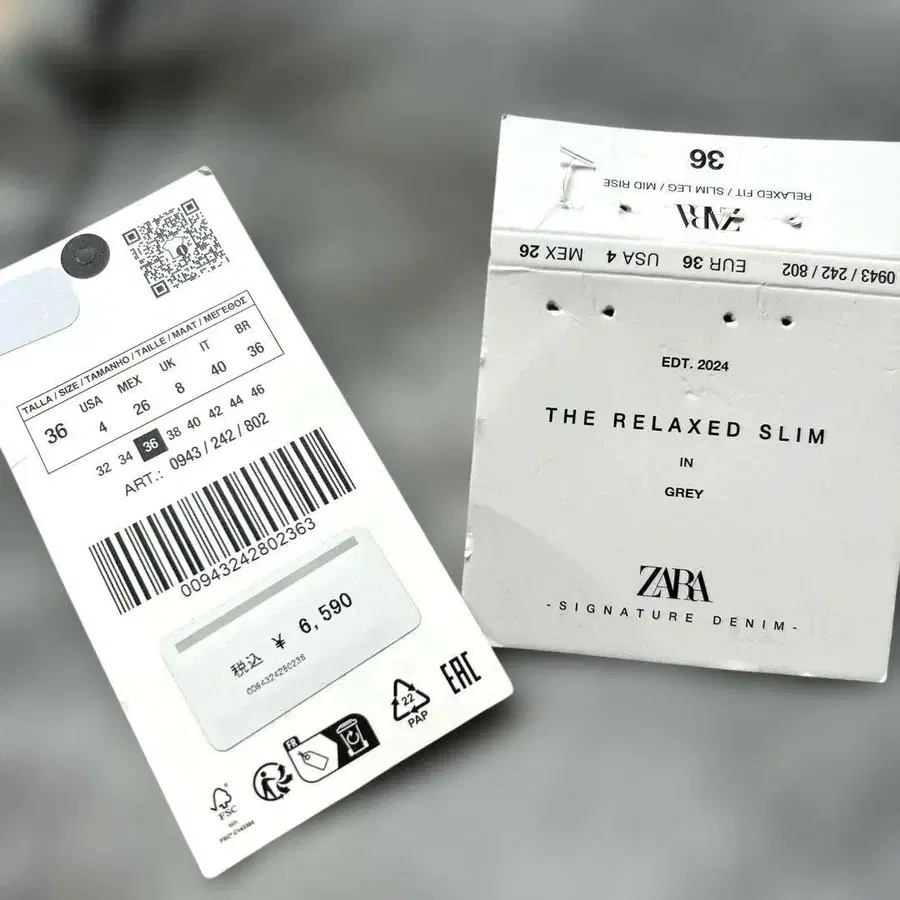 TALLA / SIZE / TAMANHO / TAILLE / MAAT / ΜΕΓΕΘΟΣ
USA MEX UK IT BR
36 4 26 8 40 36
32 34 36 38 40 42 44 46
ART.: 0943 / 242 / 802
00943242802363
税込 ¥ 6,590
FR
22
PAP
EAC
FSC
36
RELAXED FIT / SLIM LEG / MID RISE
ZARA
0943 / 242 / 802 EUR 36 USA 4 MEX 26
EDT. 2024
THE RELAXED SLIM
IN
GREY
ZARA
-SIGNATURE DENIM-